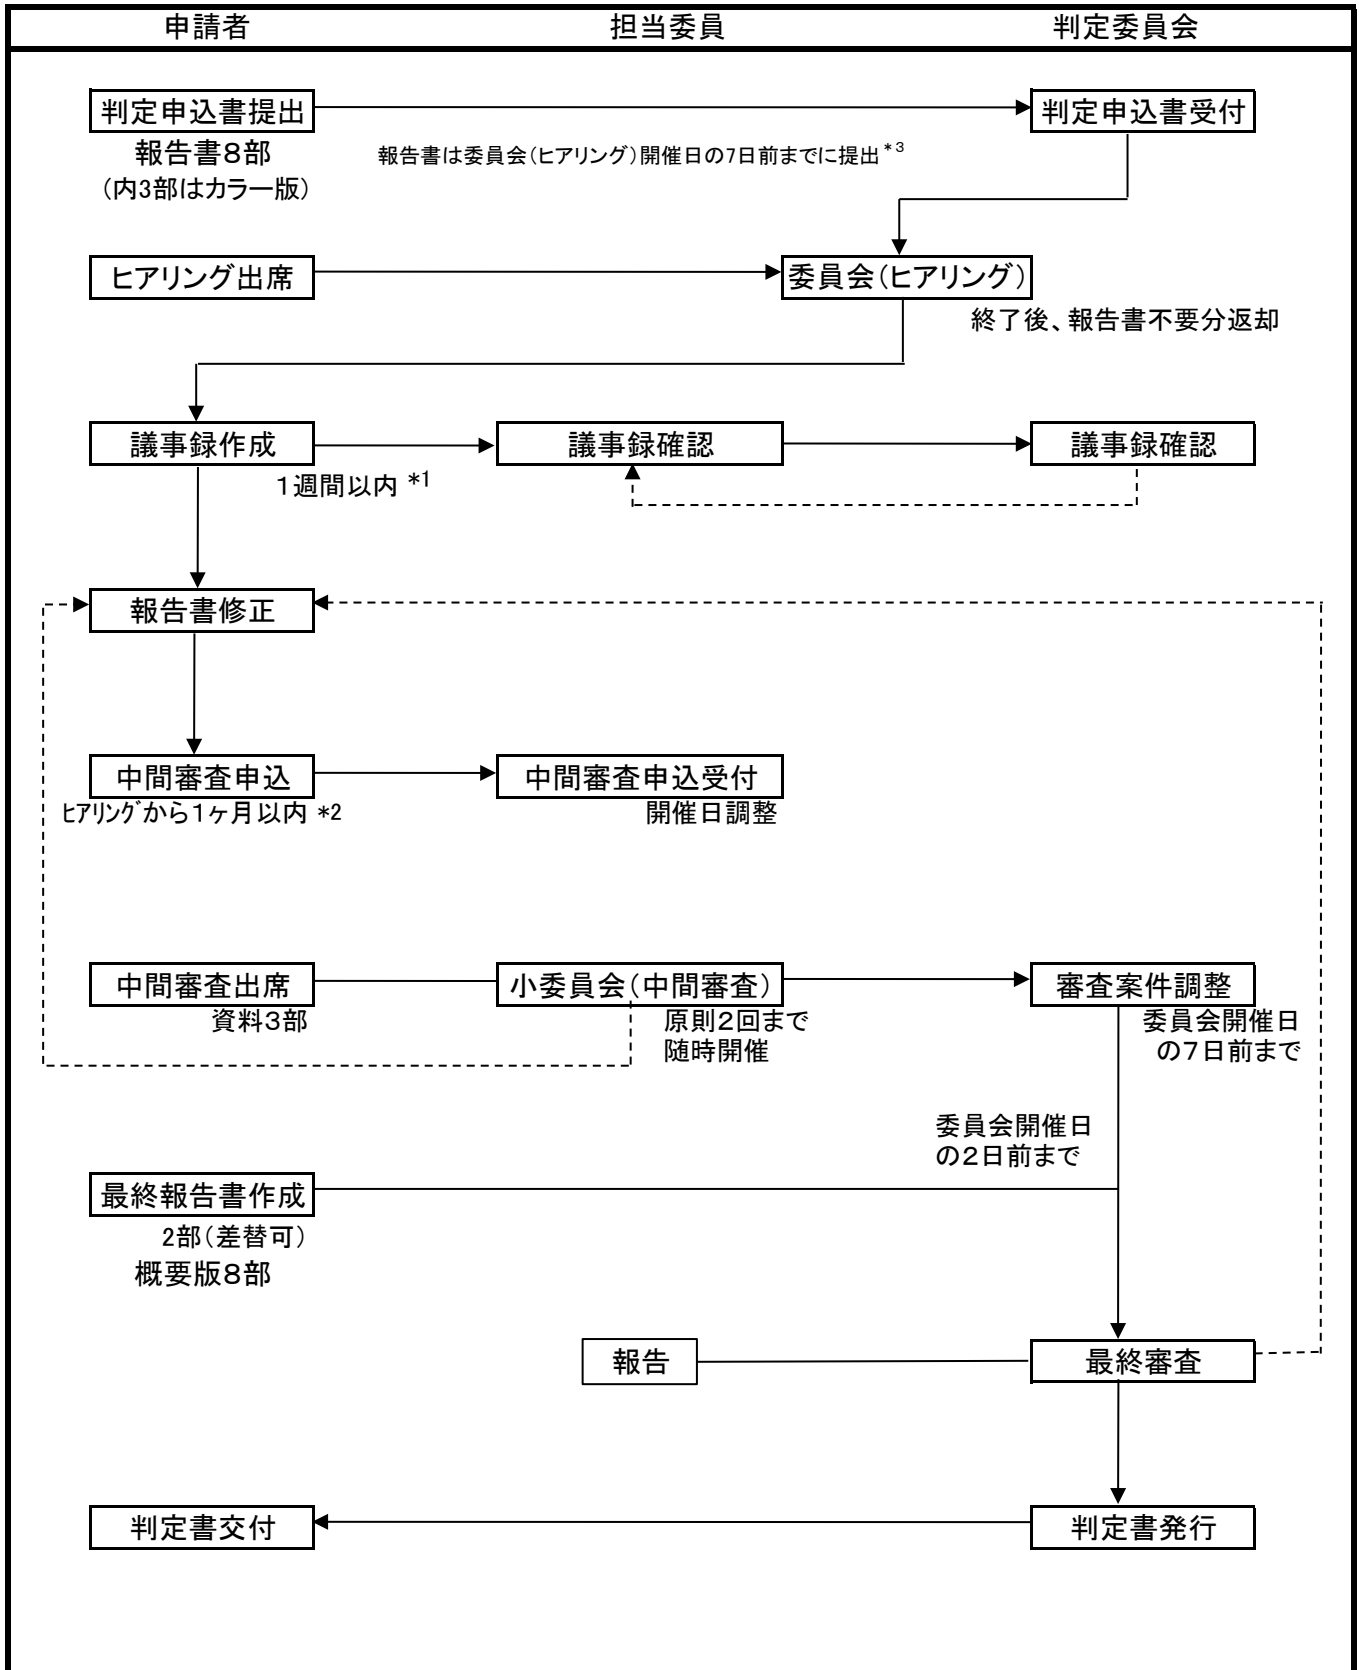 申請者
担当委員
判定委員会
判定申込書提出
判定申込書受付
報告書8部
(内3部はカラー版)
報告書は委員会(ヒアリング)開催日の7日前までに提出*3
ヒアリング出席
委員会(ヒアリング)
終了後、報告書不要分返却
議事録作成
議事録確認
議事録確認
1週間以内 *1
報告書修正
中間審査申込
中間審査申込受付
ﾋｱﾘﾝｸﾞから1ヶ月以内 *2
開催日調整
中間審査出席
小委員会(中間審査)
審査案件調整
資料3部
原則2回まで
随時開催
委員会開催日
の7日前まで
委員会開催日
の2日前まで
最終報告書作成
2部(差替可)
概要版8部
報告
最終審査
判定書交付
判定書発行